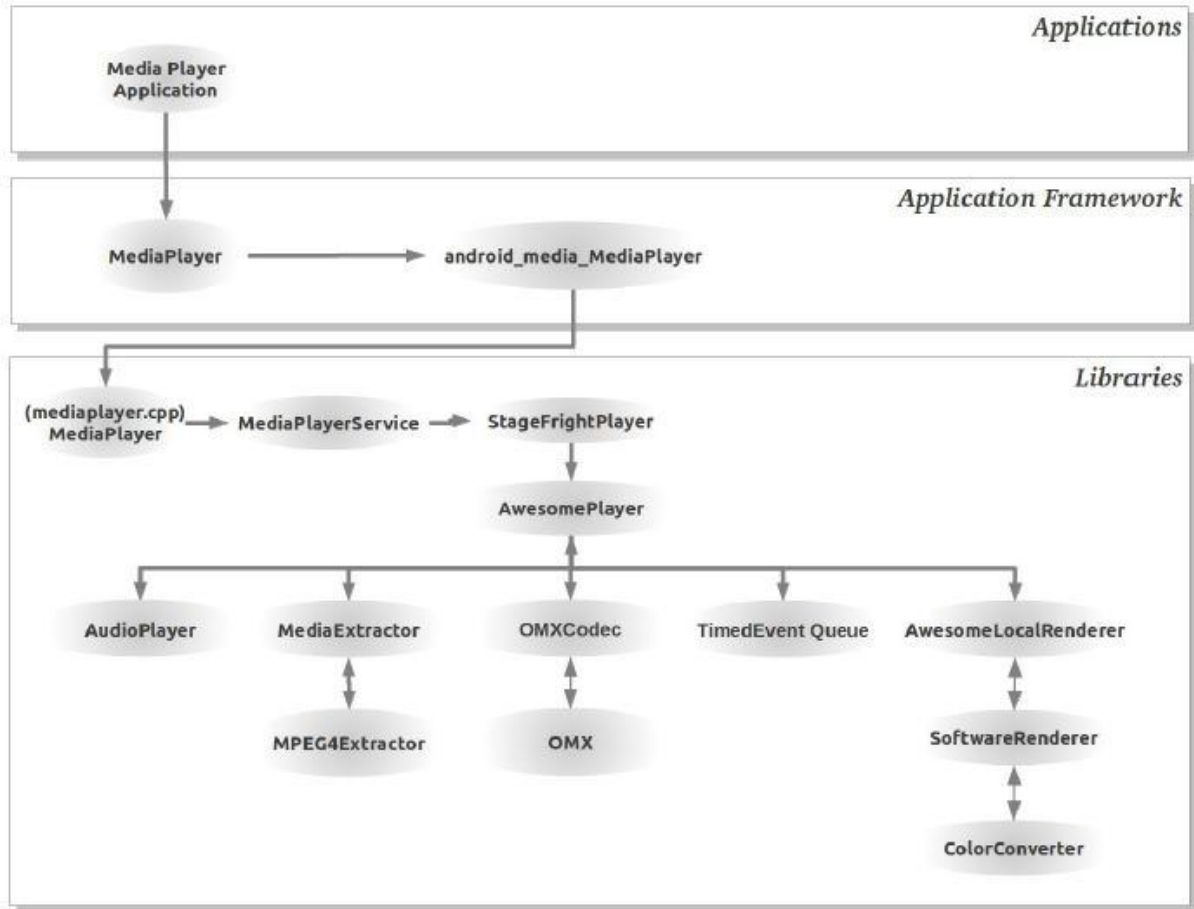 Applications
Media Player
Application
Application Framework
MediaPlayer
android_media_MediaPlayer
Libraries
(mediaplayer.cpp)
MediaPlayer
MediaPlayerService
StageFrightPlayer
AwesomePlayer
AudioPlayer
MediaExtractor
OMXCodec
TimedEvent Queue
AwesomeLocalRenderer
MPEG4Extractor
OMX
SoftwareRenderer
ColorConverter